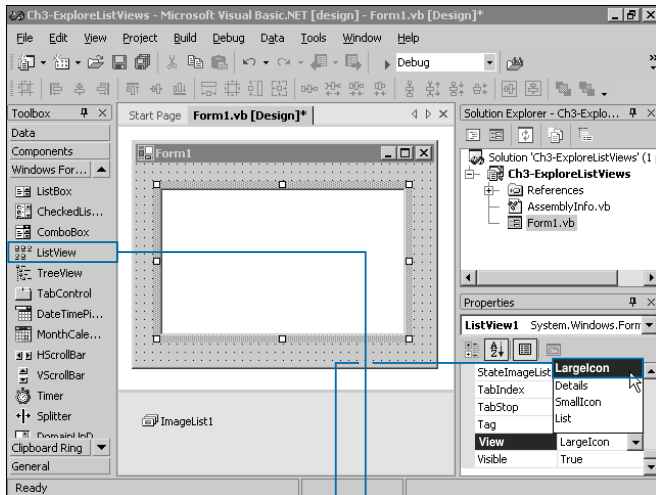 Ch3-ExploreListViews - Microsoft Visual Basic.NET [design] - Form1.vb [Design]*
File Edit View Project Build Debug Data Tools Window Help
Debug
Toolbox
Data
Components
Windows For...
ListBox
CheckedLis...
ComboBox
ListView
TreeView
TabControl
DateTimePi...
MonthCale...
HScrollBar
VScrollBar
Timer
Splitter
DomainUpD
Clipboard Ring
General
Start Page Form1.vb [Design]*
Form1
ImageList1
Solution Explorer - Ch3-Explo...
Solution 'Ch3-ExploreListViews' (1
Ch3-ExploreListViews
References
AssemblyInfo.vb
Form1.vb
Properties
ListView1 System.Windows.Form
StateImageList
TabIndex
TabStop
Tag
View LargeIcon
Visible True
LargeIcon
Details
SmallIcon
List
Ready